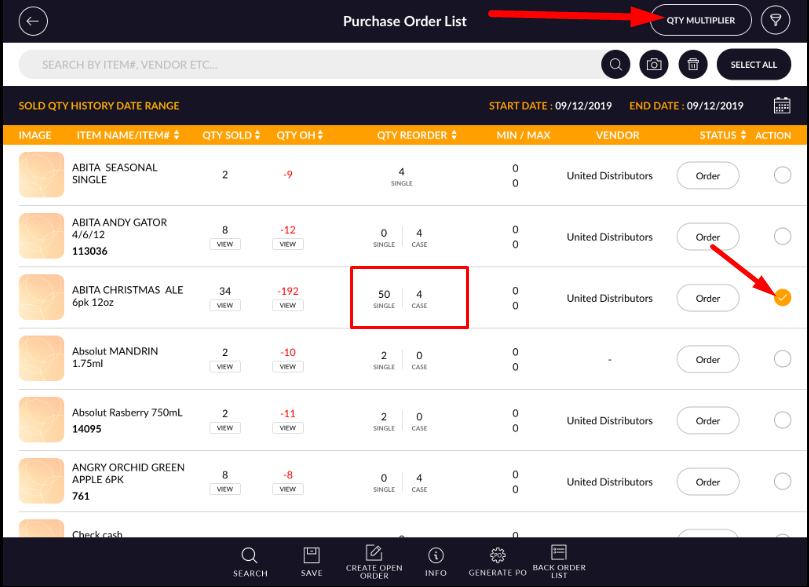 Purchase Order List
QTY MULTIPLIER
SEARCH BY ITEM#, VENDOR ETC...
SELECT ALL
SOLD QTY HISTORY DATE RANGE
START DATE : 09/12/2019 END DATE : 09/12/2019
IMAGE ITEM NAME/ITEM# QTY SOLD QTY OH QTY REORDER MIN / MAX VENDOR STATUS ACTION
ABITA SEASONAL
SINGLE
2 -9 4
SINGLE
0
0
United Distributors Order
ABITA ANDY GATOR
4/6/12
113036
8
VIEW
-12
VIEW
0 4
SINGLE CASE
0
0
United Distributors Order
ABITA CHRISTMAS ALE
6pk 12oz
34
VIEW
-192
VIEW
50 4
SINGLE CASE
0
0
United Distributors Order
Absolut MANDRIN
1.75ml
2
VIEW
-10
VIEW
2 0
SINGLE CASE
0
0
- Order
Absolut Rasberry 750mL
14095
2
VIEW
-11
VIEW
2 0
SINGLE CASE
0
0
United Distributors Order
ANGRY ORCHID GREEN
APPLE 6PK
761
8
VIEW
-8
VIEW
0 4
SINGLE CASE
0
0
United Distributors Order
Check cash
0
SEARCH
SAVE
CREATE OPEN
ORDER
INFO
PO
GENERATE PO
BACK ORDER
LIST